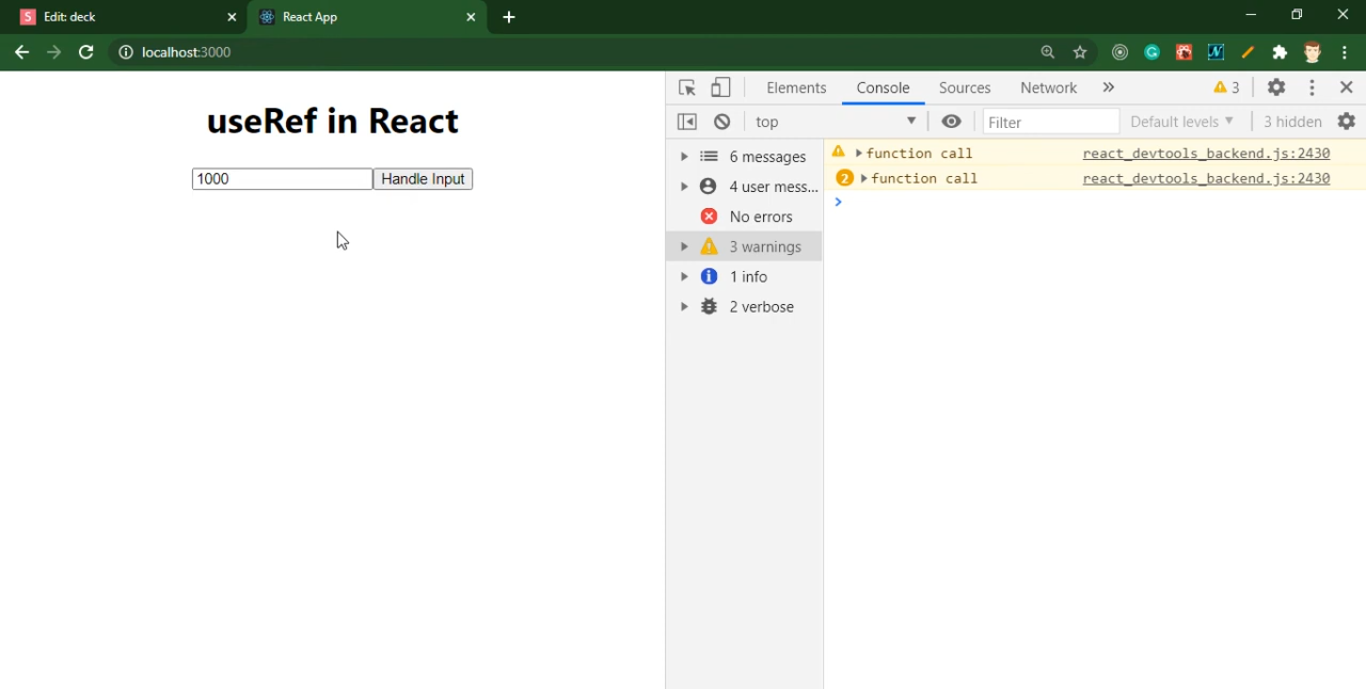 Edit: deck
React App
localhost:3000
useRef in React
1000
Handle Input
Elements Console Sources Network » 3
top Filter Default levels 3 hidden
6 messages
4 user mess...
No errors
3 warnings
1 info
2 verbose
function call react_devtools_backend.js:2430
2 function call react_devtools_backend.js:2430